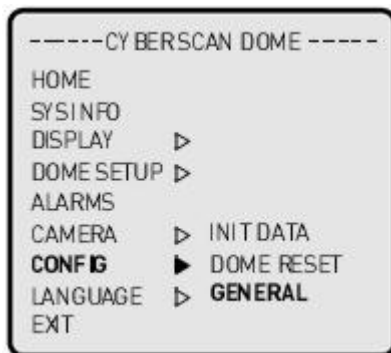 ------CYBERSCAN DOME-----
HOME
SYSINFO
DISPLAY ▷
DOME SETUP ▷
ALARMS
CAMERA ▷ INIT DATA
CONFIG ▶ DOME RESET
LANGUAGE ▷ GENERAL
EXIT